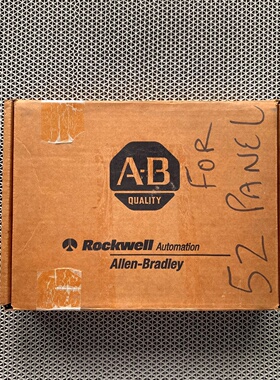 A-B
QUALITY
Rockwell Automation
Allen-Bradley
FOR
52 PANEL